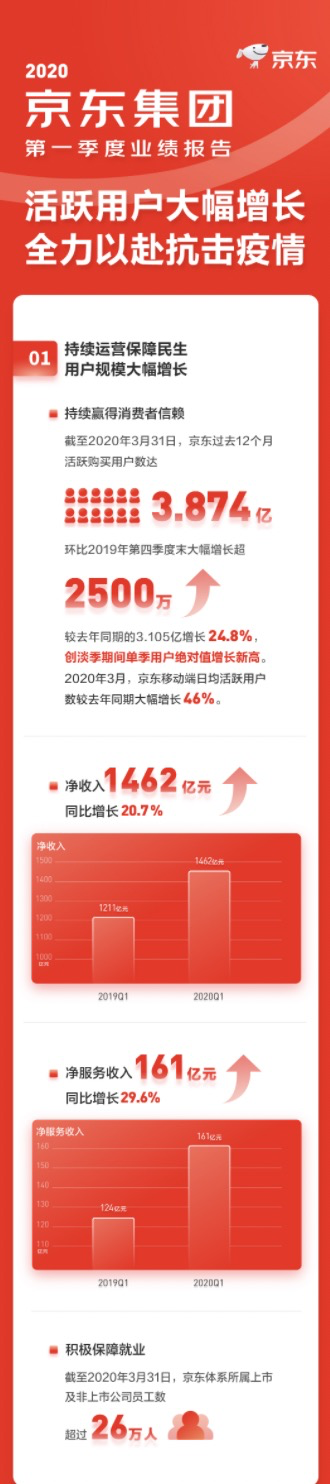 京东
2020
京东集团
第一季度业绩报告
活跃用户大幅增长
全力以赴抗击疫情
01
持续运营保障民生
用户规模大幅增长
持续赢得消费者信赖
截至2020年3月31日，京东过去12个月
活跃购买用户数达
3.874亿
环比2019年第四季度末大幅增长超
2500万
较去年同期的3.105亿增长24.8%，
创淡季期间单季用户绝对值增长新高。
2020年3月，京东移动端日均活跃用户
数较去年同期大幅增长46%。
净收入1462亿元
同比增长20.7%
净收入
1500
1462亿元
1400
1300
1211亿元
1200
1100
1000
亿元
2019Q1 2020Q1
净服务收入161亿元
同比增长29.6%
净服务收入
160
161亿元
150
140
130
124亿元
120
110
亿元
2019Q1 2020Q1
积极保障就业
截至2020年3月31日，京东体系所属上市
及非上市公司员工数
超过26万人